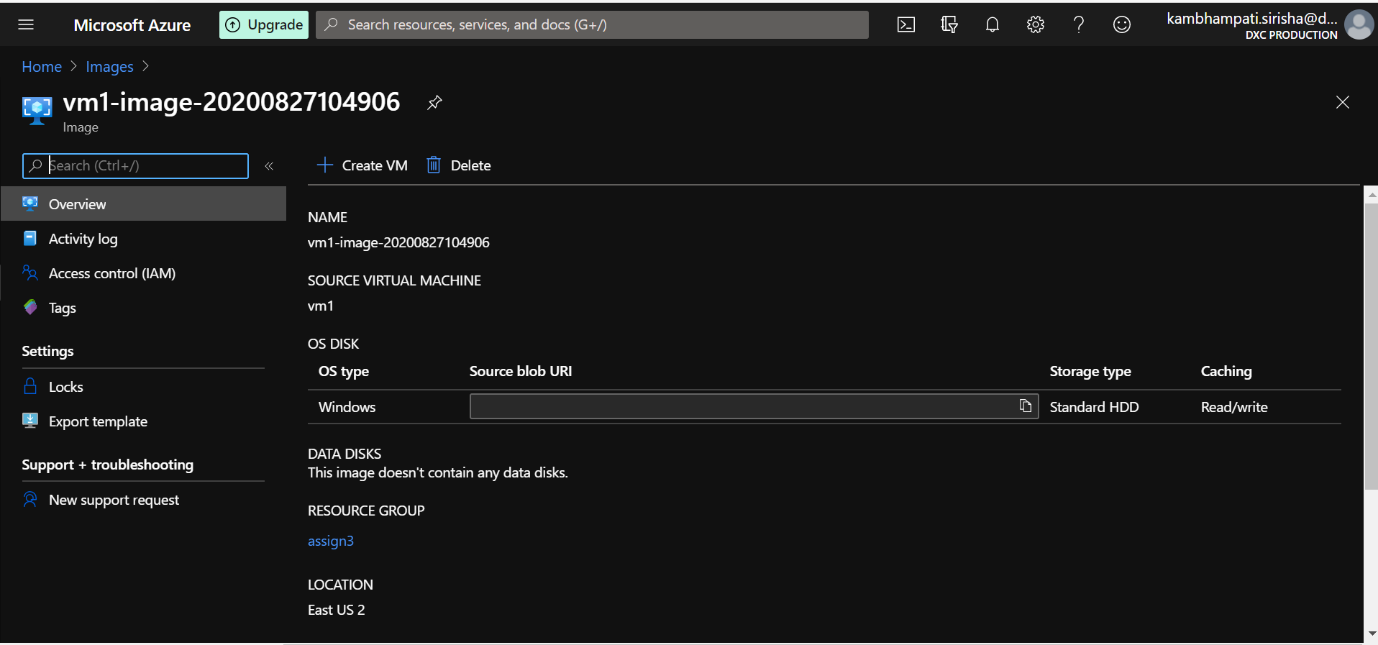 Microsoft Azure
Upgrade
Search resources, services, and docs (G+/)
kambhampati.sirisha@d...
DXC PRODUCTION
Home > Images >
vm1-image-20200827104906
Image
Search (Ctrl+/)
«
Create VM
Delete
Overview
Activity log
Access control (IAM)
Tags
Settings
Locks
Export template
Support + troubleshooting
New support request
NAME
vm1-image-20200827104906
SOURCE VIRTUAL MACHINE
vm1
OS DISK
OS type Source blob URI Storage type Caching
Windows Standard HDD Read/write
DATA DISKS
This image doesn't contain any data disks.
RESOURCE GROUP
assign3
LOCATION
East US 2